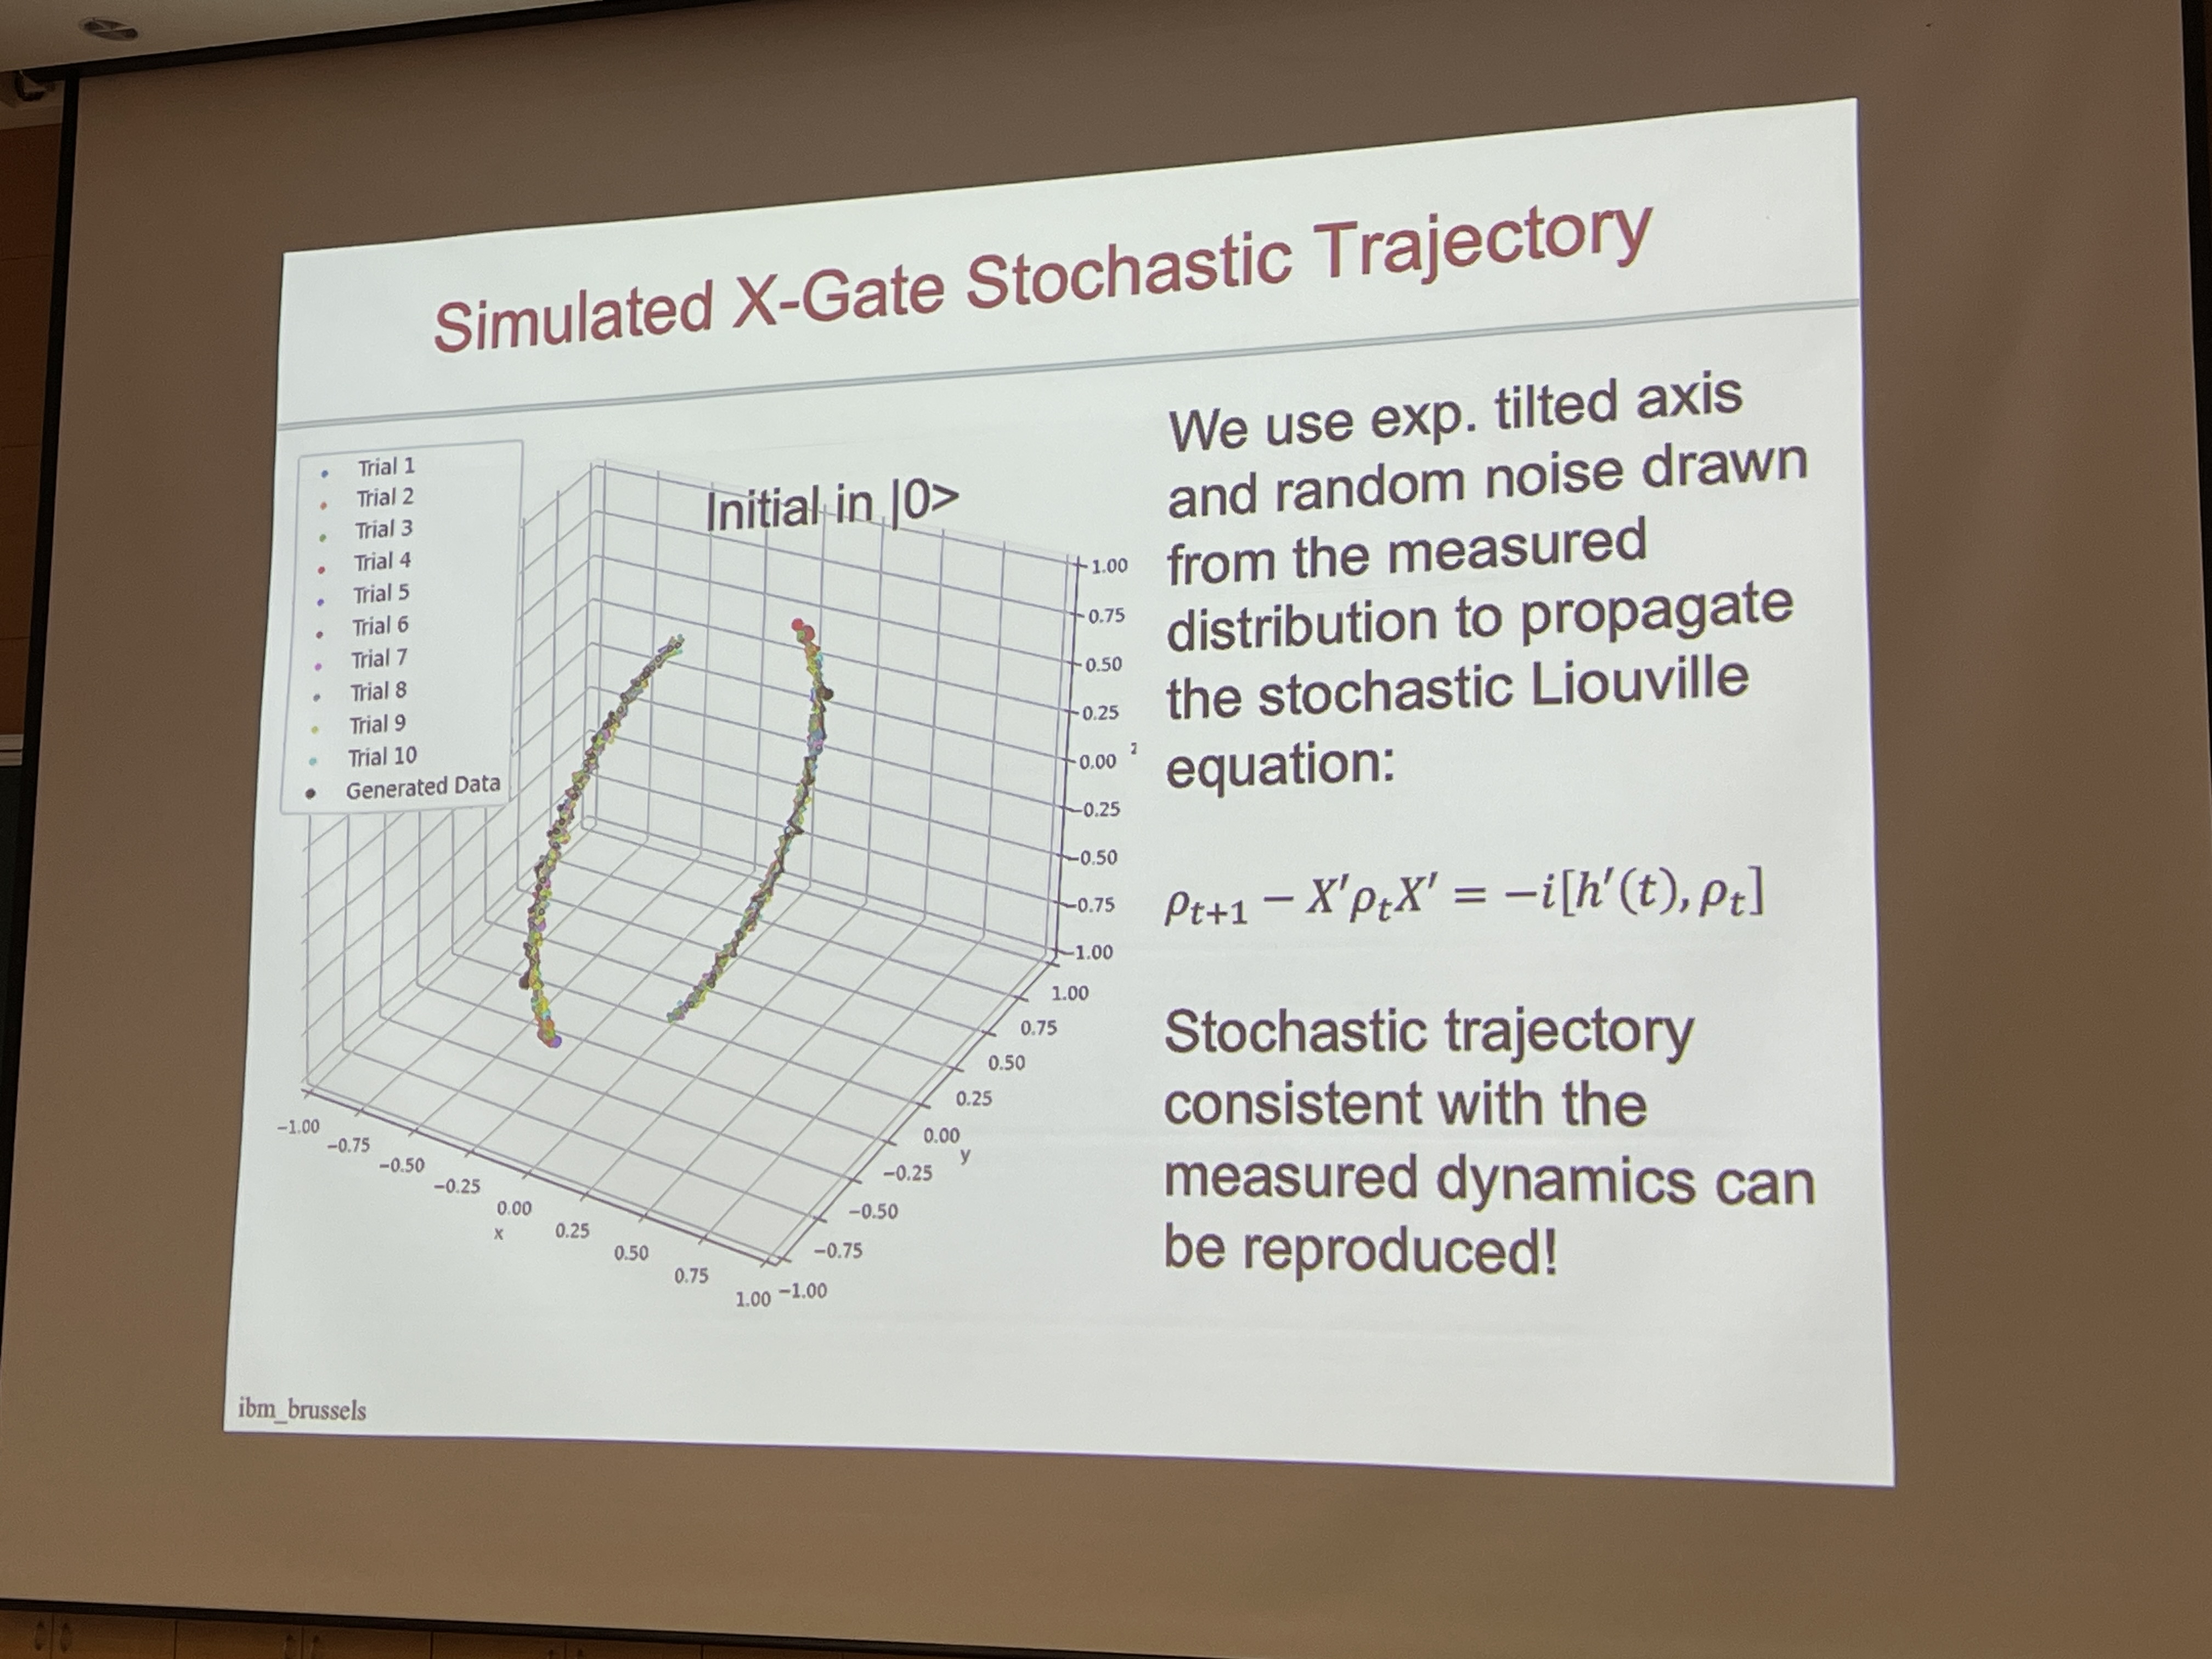 Simulated X-Gate Stochastic Trajectory
Trial 1
Trial 2
Trial 3
Trial 4
Trial 5
Trial 6
Trial 7
Trial 8
Trial 9
Trial 10
Generated Data
Initial in |0>
1.00
0.75
0.50
0.25
0.00
z
−0.25
−0.50
−0.75
−1.00
1.00
0.75
0.50
0.25
0.00
y
−0.25
−0.50
−0.75
−1.00
−1.00
−0.75
−0.50
−0.25
0.00
x
0.25
0.50
0.75
1.00
We use exp. tilted axis
and random noise drawn
from the measured
distribution to propagate
the stochastic Liouville
equation:
ρₜ₊₁ − X′ρₜX′ = −i[h′(t), ρₜ]
Stochastic trajectory
consistent with the
measured dynamics can
be reproduced!
ibm_brussels